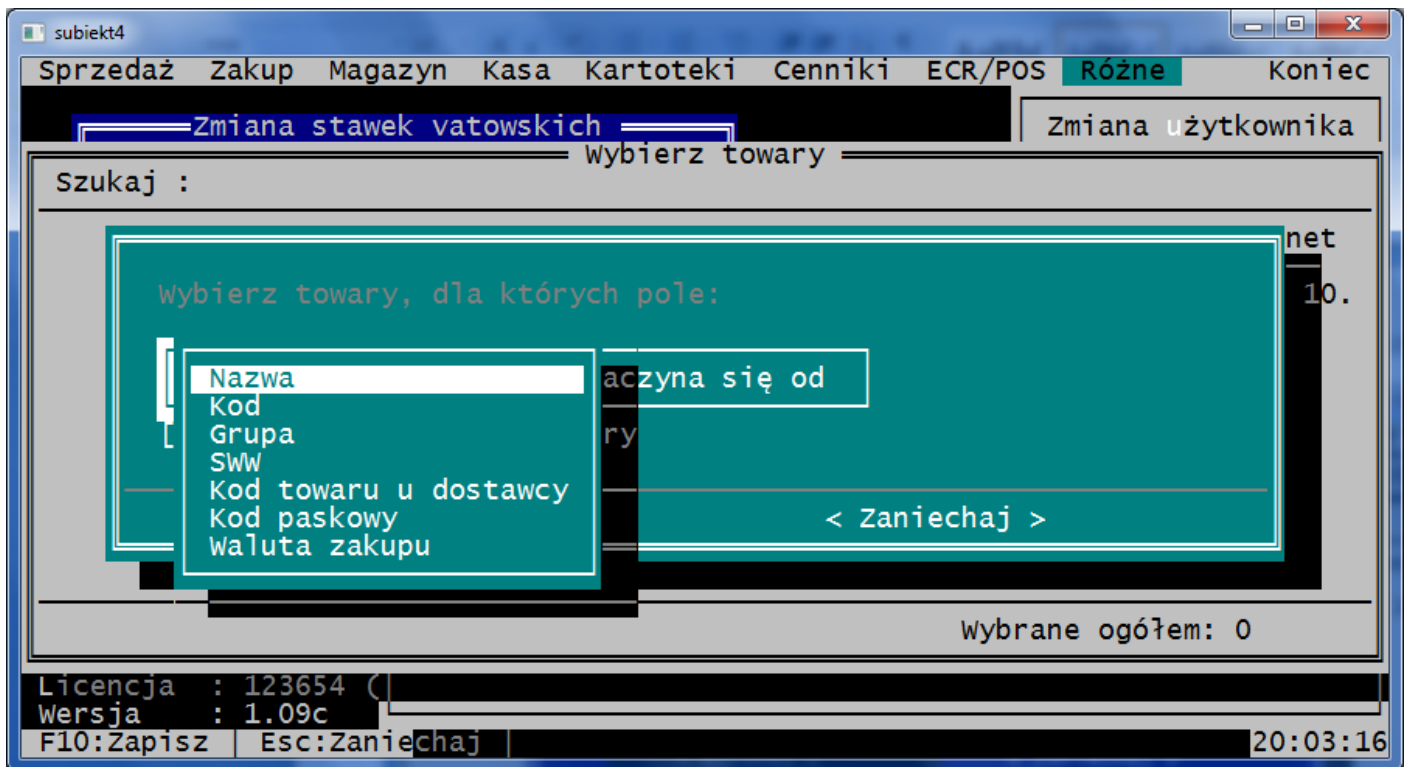 subiekt4
Sprzedaż Zakup Magazyn Kasa Kartoteki Cenniki ECR/POS Różne Koniec
Zmiana stawek vatowskich
Zmiana użytkownika
Wybierz towary
Szukaj :
net
Wybierz towary, dla których pole:
10.
Nazwa
aczyna się od
Kod
Grupa
ry
SWW
Kod towaru u dostawcy
Kod paskowy
< Zaniechaj >
Waluta zakupu
Wybrane ogółem: 0
Licencja : 123654 (
Wersja : 1.09c
F10:Zapisz | Esc:Zaniechaj | 20:03:16